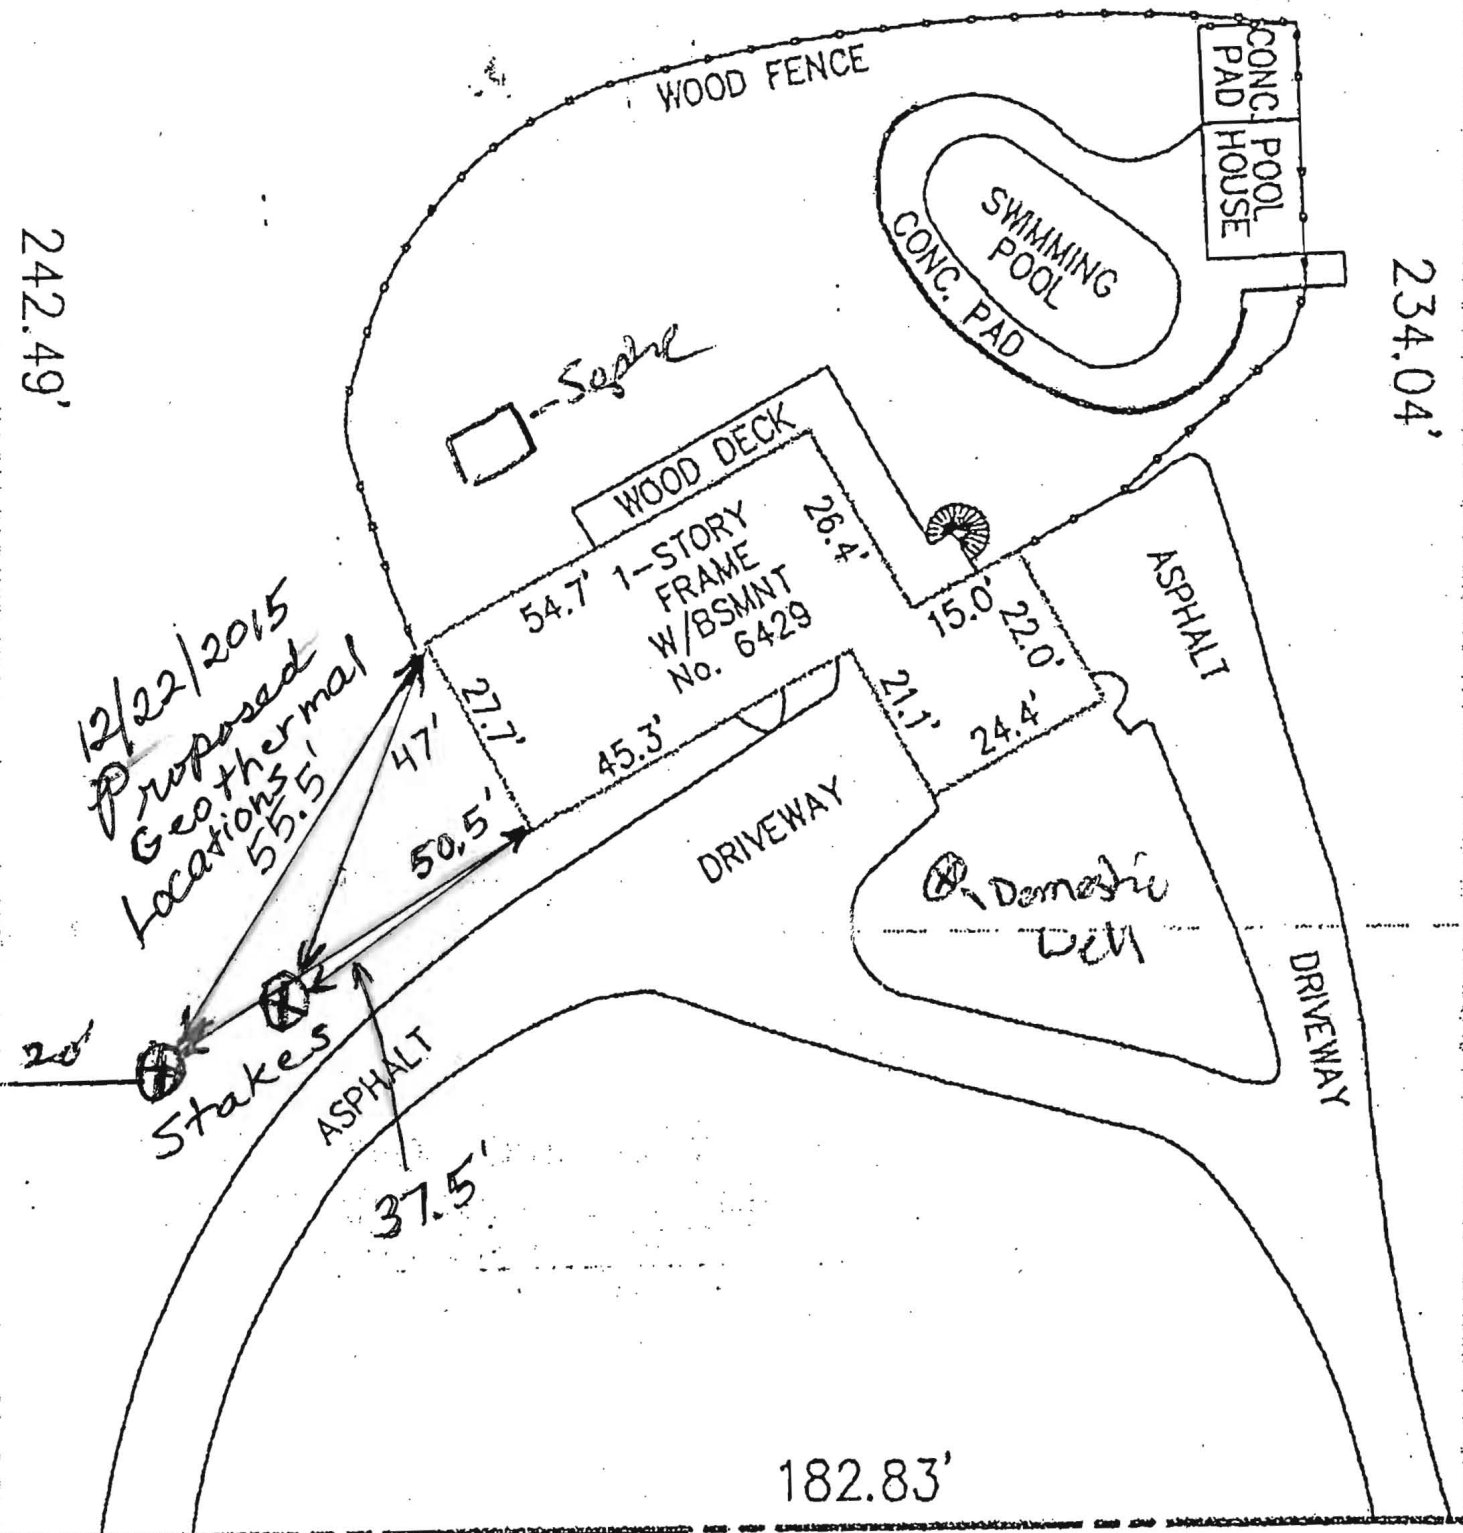 WOOD FENCE
CONC.
PAD
POOL
HOUSE
SWIMMING
POOL
CONC. PAD
242.49'
234.04'
Septic
WOOD DECK
1-STORY
FRAME
W/BSMNT
No. 6429
54.7'
26.4'
15.0'
22.0'
27.7'
45.3'
21.1'
24.4'
ASPHALT
12/22/2015
Proposed
Geothermal
Locations
55.5'
47'
50.5'
DRIVEWAY
Domestic
Well
DRIVEWAY
1
2
20'
Stakes
ASPHALT
37.5'
182.83'